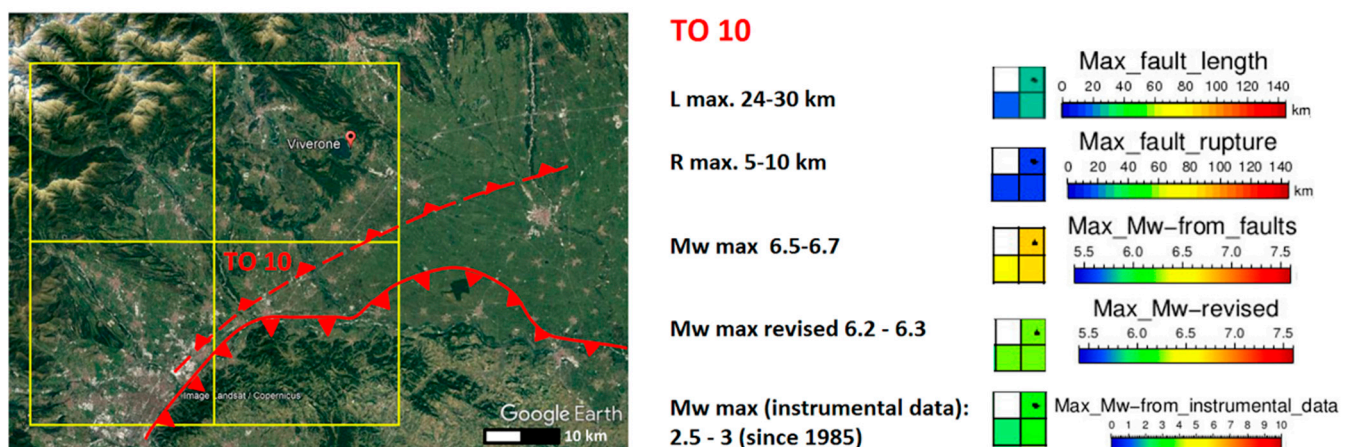 Viverone
TO 10
Image Landsat / Copernicus
Google Earth
10 km
TO 10
L max. 24-30 km
R max. 5-10 km
Mw max 6.5-6.7
Mw max revised 6.2 - 6.3
Mw max (instrumental data):
2.5 - 3 (since 1985)
Max_fault_length
0 20 40 60 80 100 120 140
km
Max_fault_rupture
0 20 40 60 80 100 120 140
km
Max_Mw-from_faults
5.5 6.0 6.5 7.0 7.5
Max_Mw-revised
5.5 6.0 6.5 7.0 7.5
Max_Mw-from_instrumental_data
0 1 2 3 4 5 6 7 8 9 10